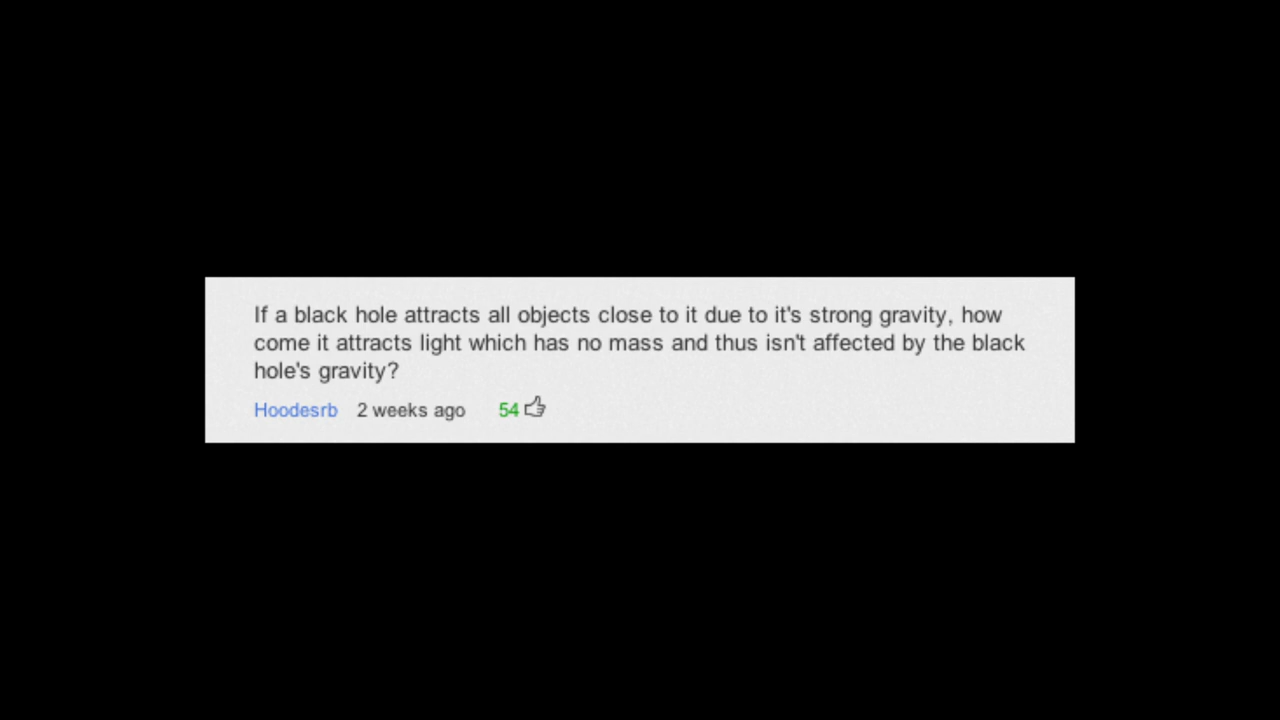 If a black hole attracts all objects close to it due to it's strong gravity, how
come it attracts light which has no mass and thus isn't affected by the black
hole's gravity?
Hoodesrb 2 weeks ago 54